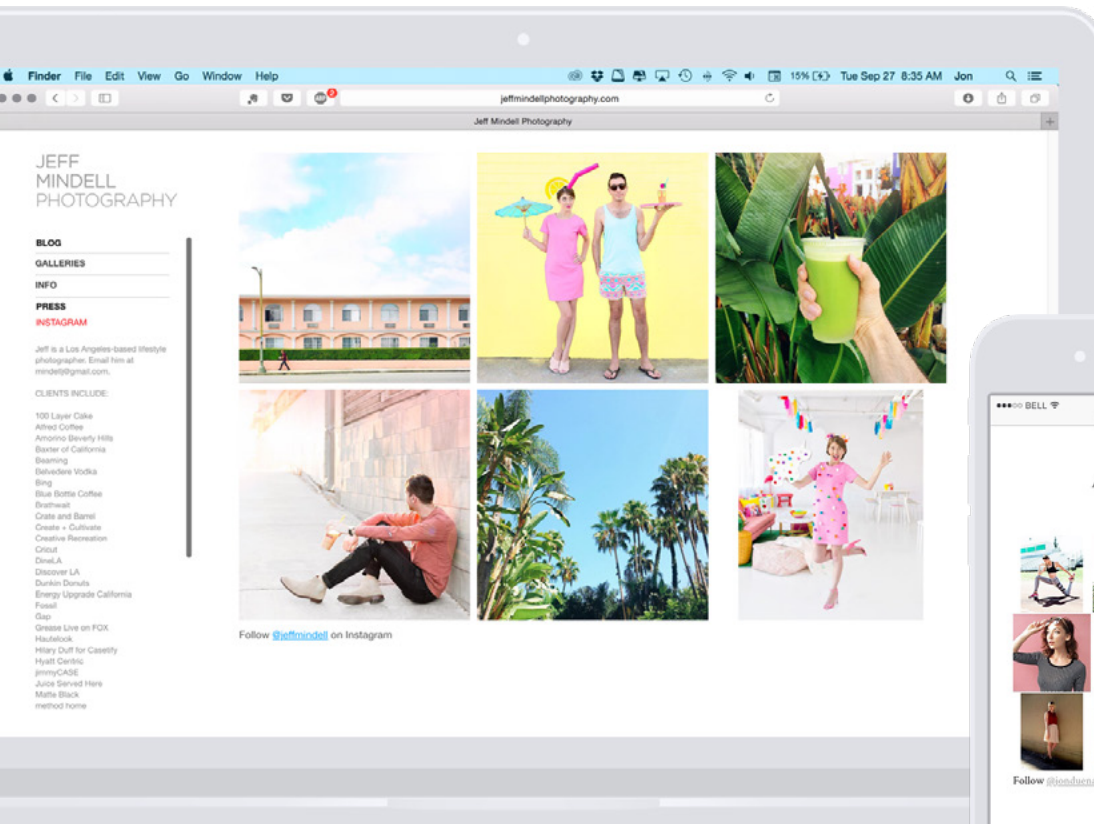 Finder File Edit View Go Window Help 15% Tue Sep 27 8:35 AM Jon
2 jeffmindellphotography.com
Jeff Mindell Photography
JEFF
MINDELL
PHOTOGRAPHY
BLOG
GALLERIES
INFO
PRESS
INSTAGRAM
Jeff is a Los Angeles-based lifestyle
photographer. Email him at
mindellj@gmail.com.
CLIENTS INCLUDE:
100 Layer Cake
Alfred Coffee
Amorino Beverly Hills
Baxter of California
Beaming
Belvedere Vodka
Bing
Blue Bottle Coffee
Brathwait
Crate and Barrel
Create + Cultivate
Creative Recreation
Cricut
DineLA
Discover LA
Dunkin Donuts
Energy Upgrade California
Fossil
Gap
Grease Live on FOX
Hautelook
Hilary Duff for Casetify
Hyatt Centric
jimmyCASE
Juice Served Here
Matte Black
method home
Follow @jeffmindell on Instagram
BELL
Follow